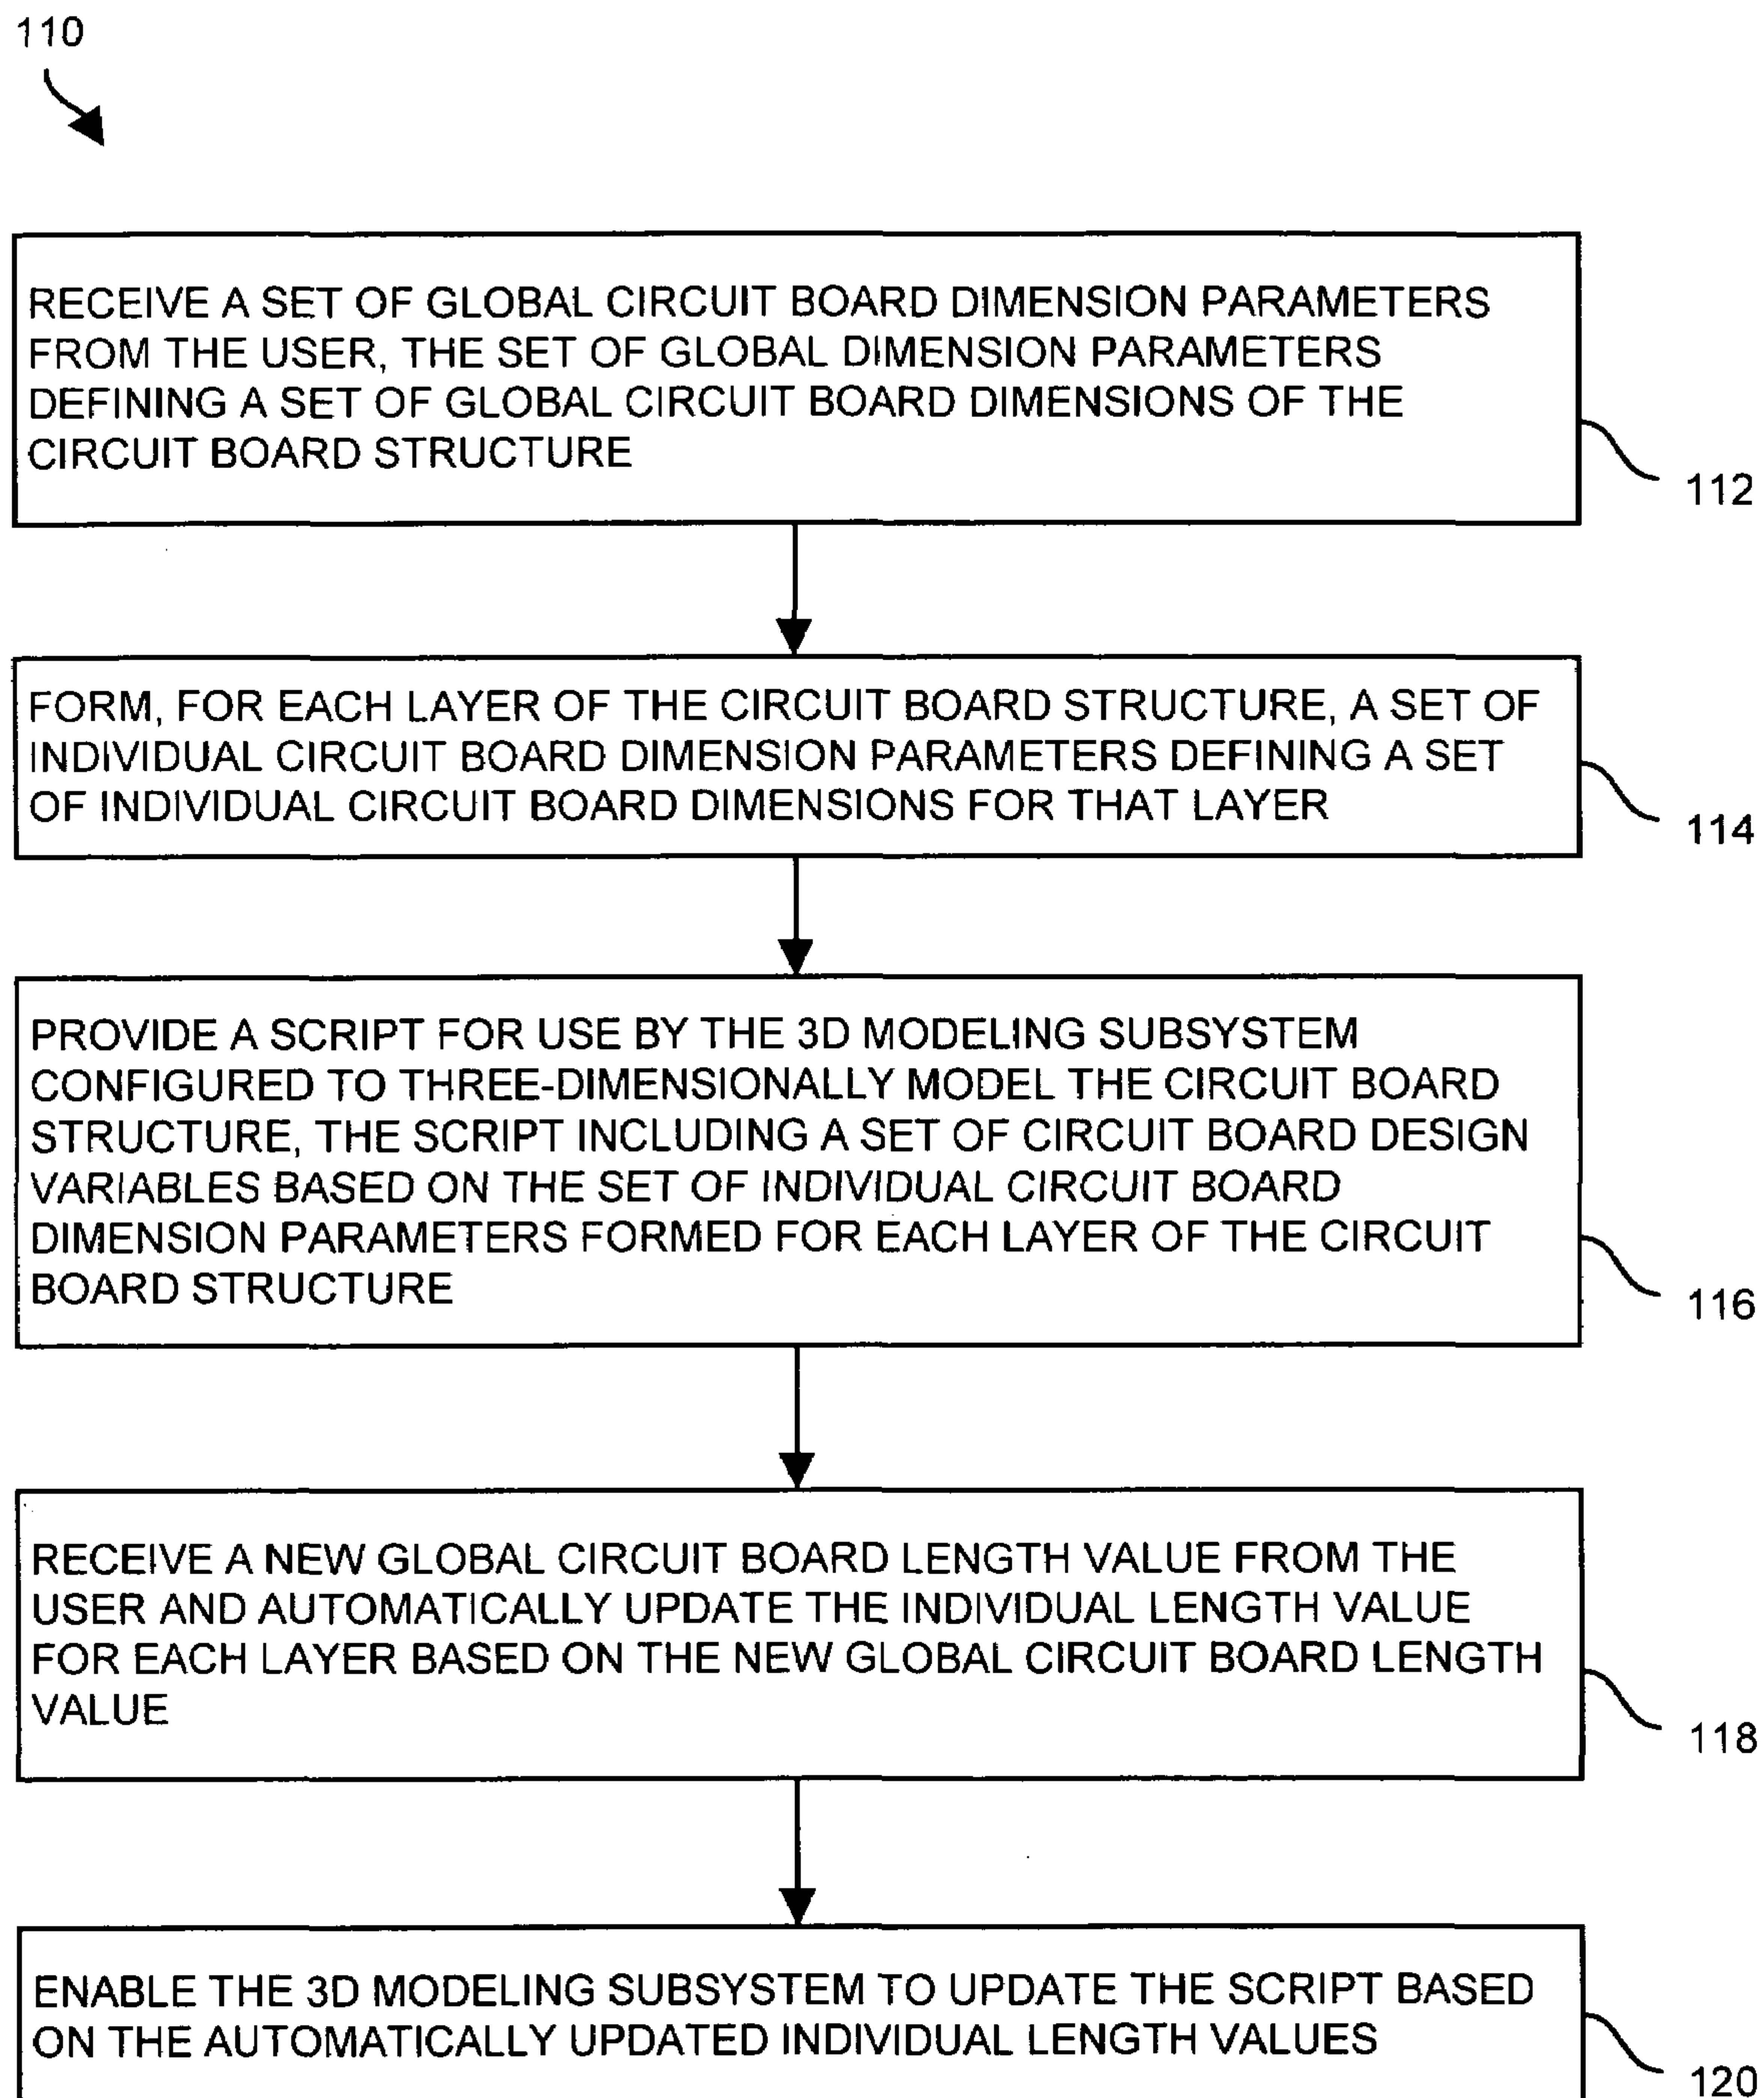 110
RECEIVE A SET OF GLOBAL CIRCUIT BOARD DIMENSION PARAMETERS
FROM THE USER, THE SET OF GLOBAL DIMENSION PARAMETERS
DEFINING A SET OF GLOBAL CIRCUIT BOARD DIMENSIONS OF THE
CIRCUIT BOARD STRUCTURE
112
FORM, FOR EACH LAYER OF THE CIRCUIT BOARD STRUCTURE, A SET OF
INDIVIDUAL CIRCUIT BOARD DIMENSION PARAMETERS DEFINING A SET
OF INDIVIDUAL CIRCUIT BOARD DIMENSIONS FOR THAT LAYER
114
PROVIDE A SCRIPT FOR USE BY THE 3D MODELING SUBSYSTEM
CONFIGURED TO THREE-DIMENSIONALLY MODEL THE CIRCUIT BOARD
STRUCTURE, THE SCRIPT INCLUDING A SET OF CIRCUIT BOARD DESIGN
VARIABLES BASED ON THE SET OF INDIVIDUAL CIRCUIT BOARD
DIMENSION PARAMETERS FORMED FOR EACH LAYER OF THE CIRCUIT
BOARD STRUCTURE
116
RECEIVE A NEW GLOBAL CIRCUIT BOARD LENGTH VALUE FROM THE
USER AND AUTOMATICALLY UPDATE THE INDIVIDUAL LENGTH VALUE
FOR EACH LAYER BASED ON THE NEW GLOBAL CIRCUIT BOARD LENGTH
VALUE
118
ENABLE THE 3D MODELING SUBSYSTEM TO UPDATE THE SCRIPT BASED
ON THE AUTOMATICALLY UPDATED INDIVIDUAL LENGTH VALUES
120